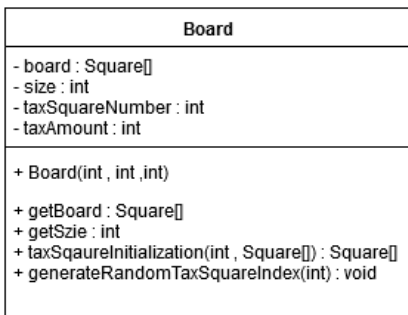 Board
- board : Square[]
- size : int
- taxSquareNumber : int
- taxAmount : int
+ Board(int , int ,int)
+ getBoard : Square[]
+ getSzie : int
+ taxSqaureInitialization(int , Square[]) : Square[]
+ generateRandomTaxSquareIndex(int) : void